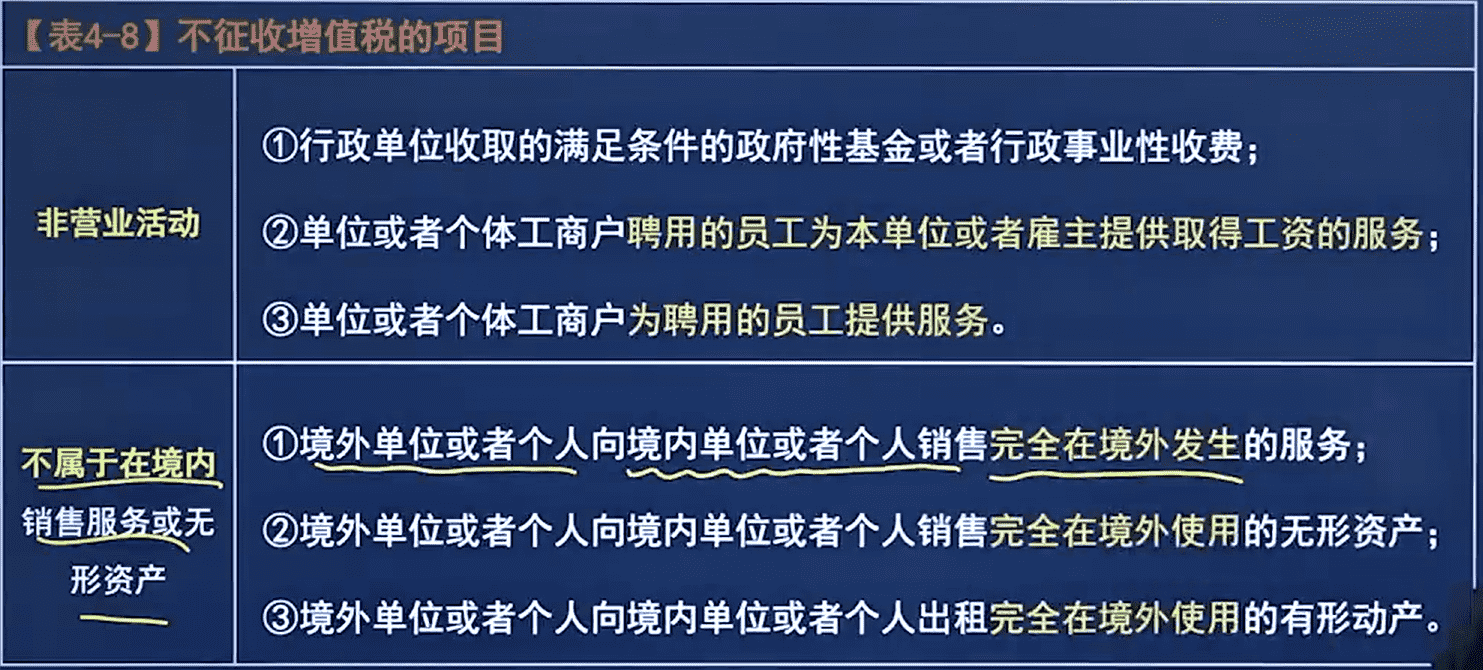 【表4-8】不征收增值税的项目
非营业活动
①行政单位收取的满足条件的政府性基金或者行政事业性收费；
②单位或者个体工商户聘用的员工为本单位或者雇主提供取得工资的服务；
③单位或者个体工商户为聘用的员工提供服务。
不属于在境内
销售服务或无
形资产
①境外单位或者个人向境内单位或者个人销售完全在境外发生的服务；
②境外单位或者个人向境内单位或者个人销售完全在境外使用的无形资产；
③境外单位或者个人向境内单位或者个人出租完全在境外使用的有形动产。